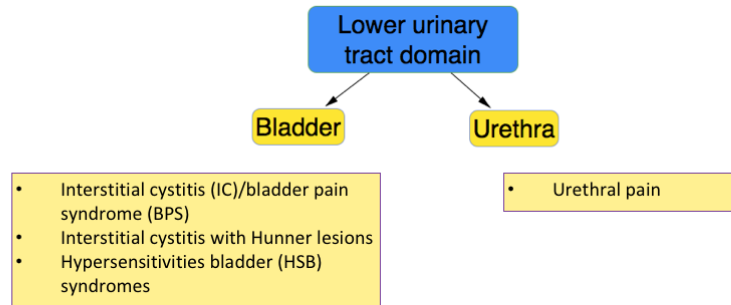 Lower urinary
tract domain
Bladder
Urethra
• Interstitial cystitis (IC)/bladder pain
syndrome (BPS)
• Interstitial cystitis with Hunner lesions
• Hypersensitivities bladder (HSB)
syndromes
• Urethral pain